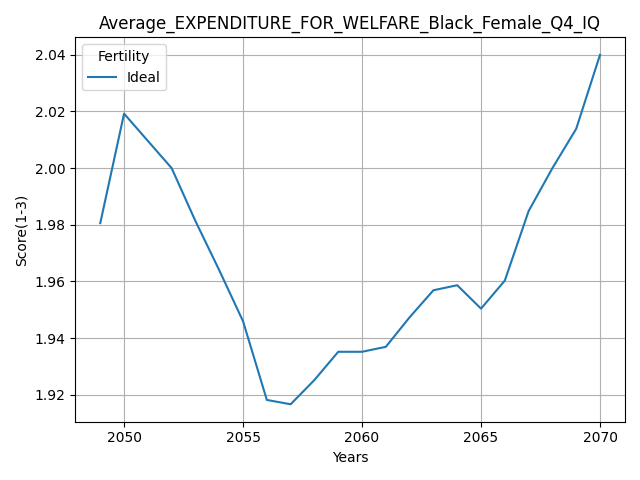 Average_EXPENDITURE_FOR_WELFARE_Black_Female_Q4_IQ
Fertility
Ideal
Score(1-3)
2.04
2.02
2.00
1.98
1.96
1.94
1.92
2050 2055 2060 2065 2070
Years